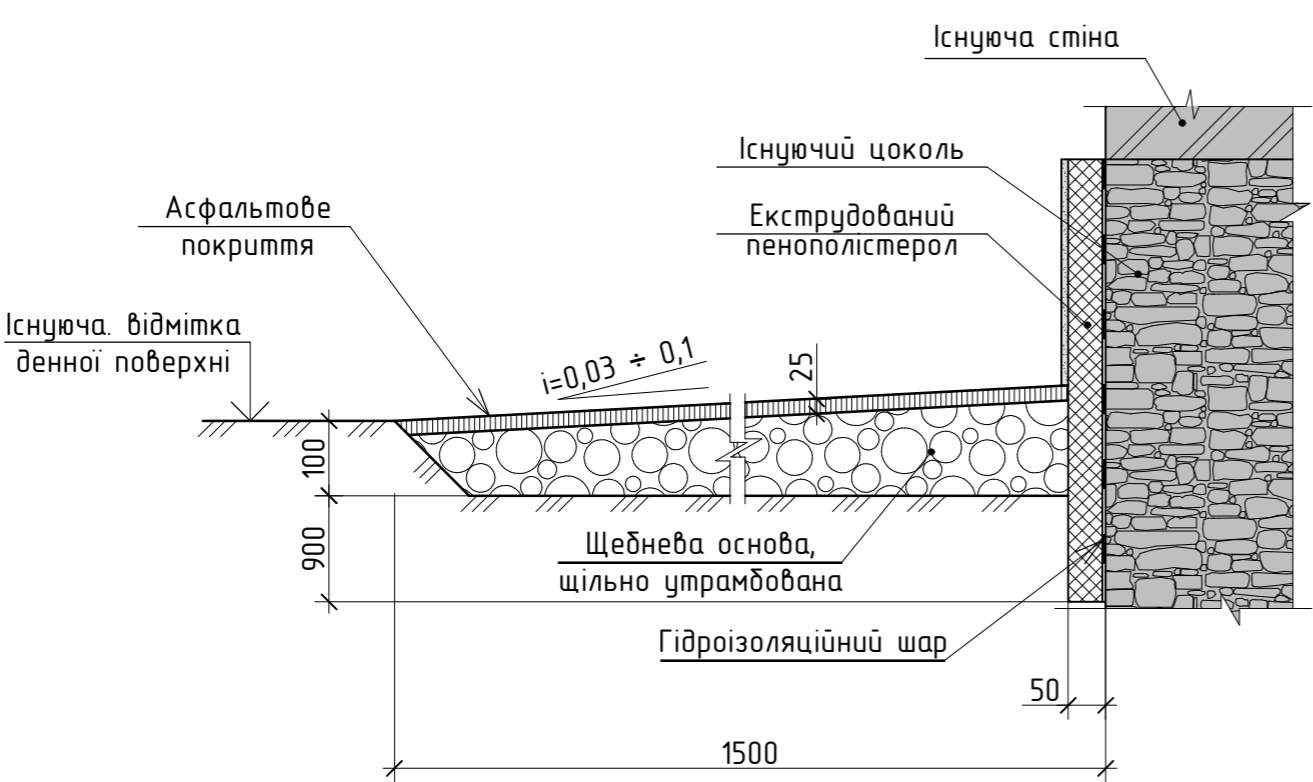 Існуюча стіна
Існуючий цоколь
Асфальтове
покриття
Екструдований
пенополістерол
Існуюча. відмітка
денної поверхні
i=0,03 ÷ 0,1
25
100
900
Щебнева основа,
щільно утрамбована
Гідроізоляційний шар
50
1500